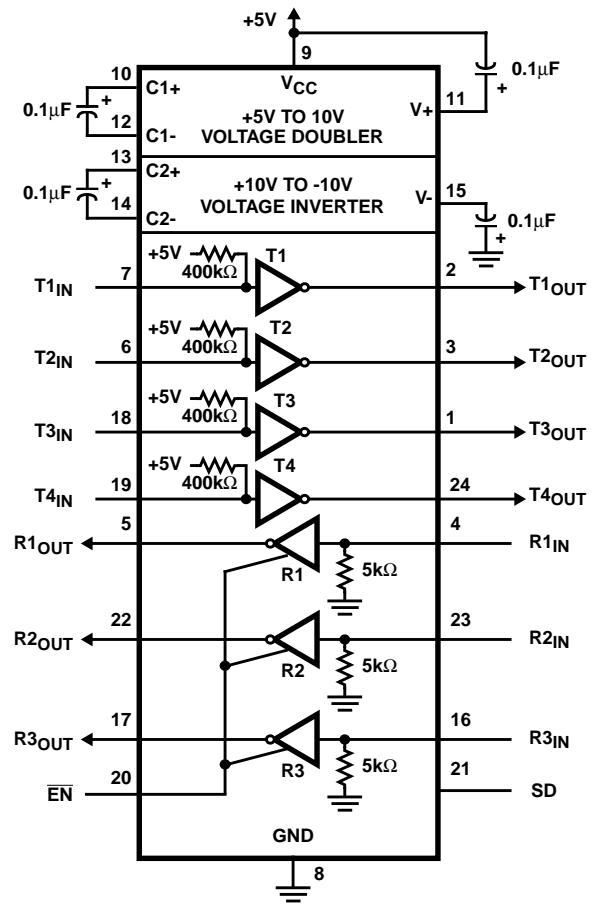 +5V
9
10
C1+
VCC
0.1µF
+
0.1µF
+
V+
11
+5V TO 10V
VOLTAGE DOUBLER
12
C1-
13
C2+
0.1µF
+
+10V TO -10V
VOLTAGE INVERTER
V-
15
14
C2-
0.1µF
+
+5V
400kΩ
T1
T1IN
7
2
T1OUT
+5V
400kΩ
T2
T2IN
6
3
T2OUT
+5V
400kΩ
T3
T3IN
18
1
T3OUT
+5V
400kΩ
T4
T4IN
19
24
T4OUT
R1OUT
5
4
R1IN
R1
5kΩ
R2OUT
22
23
R2IN
R2
5kΩ
R3OUT
17
16
R3IN
R3
5kΩ
EN
20
21
SD
GND
8